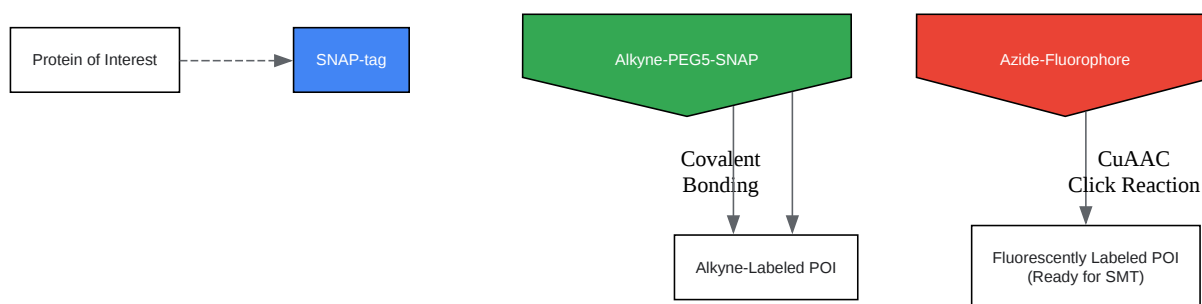 Protein of Interest
SNAP-tag
Alkyne-PEG5-SNAP
Azide-Fluorophore
Covalent
Bonding
CuAAC
Click Reaction
Alkyne-Labeled POI
Fluorescently Labeled POI
(Ready for SMT)